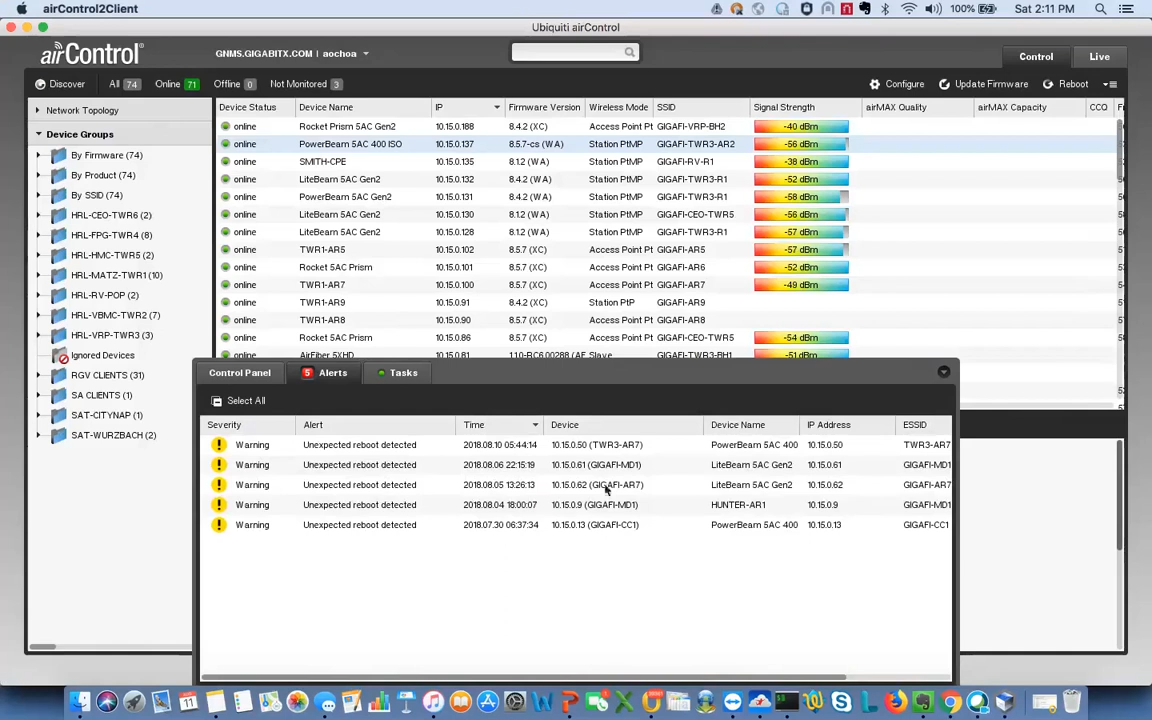 airControl2Client 100% Sat 2:11 PM
Ubiquiti airControl
airControl GNMS.GIGABITX.COM | aochoa Control Live
Discover All 74 Online 71 Offline 0 Not Monitored 3 Configure Update Firmware Reboot
Network Topology
Device Groups
By Firmware (74)
By Product (74)
By SSID (74)
HRL-CEO-TWR6 (2)
HRL-FPG-TWR4 (8)
HRL-HMC-TWR5 (2)
HRL-MATZ-TWR1 (10)
HRL-RV-POP (2)
HRL-VBMC-TWR2 (7)
HRL-VRP-TWR3 (3)
Ignored Devices
RGV CLIENTS (31)
SA CLIENTS (1)
SAT-CITYNAP (1)
SAT-WURZBACH (2)
Device Status Device Name IP Firmware Version Wireless Mode SSID Signal Strength airMAX Quality airMAX Capacity CCQ
online Rocket Prism 5AC Gen2 10.15.0.188 8.4.2 (XC) Access Point Pt GIGAFI-VRP-BH2 -40 dBm
online PowerBeam 5AC 400 ISO 10.15.0.137 8.5.7-cs (WA) Station PtMP GIGAFI-TWR3-AR2 -56 dBm
online SMITH-CPE 10.15.0.135 8.12 (WA) Station PtMP GIGAFI-RV-R1 -38 dBm
online LiteBeam 5AC Gen2 10.15.0.132 8.4.2 (WA) Station PtMP GIGAFI-TWR3-R1 -52 dBm
online PowerBeam 5AC Gen2 10.15.0.131 8.4.2 (WA) Station PtMP GIGAFI-TWR3-R1 -58 dBm
online LiteBeam 5AC Gen2 10.15.0.130 8.12 (WA) Station PtMP GIGAFI-CEO-TWR5 -56 dBm
online LiteBeam 5AC Gen2 10.15.0.128 8.12 (WA) Station PtMP GIGAFI-TWR3-R1 -57 dBm
online TWR1-AR5 10.15.0.102 8.5.7 (XC) Access Point Pt GIGAFI-AR5 -57 dBm
online Rocket 5AC Prism 10.15.0.101 8.5.7 (XC) Access Point Pt GIGAFI-AR6 -52 dBm
online TWR1-AR7 10.15.0.100 8.5.7 (XC) Access Point Pt GIGAFI-AR7 -49 dBm
online TWR1-AR9 10.15.0.91 8.4.2 (XC) Station PtP GIGAFI-AR9
online TWR1-AR8 10.15.0.90 8.5.7 (XC) Access Point Pt GIGAFI-AR8
online Rocket 5AC Prism 10.15.0.86 8.5.7 (XC) Access Point Pt GIGAFI-CEO-TWR5 -54 dBm
online AirFiber 5XHD 10.15.0.81 Slave GIGAFI-TWR3-BH1 -51 dBm
Control Panel 5 Alerts Tasks
Select All
Severity Alert Time Device Device Name IP Address ESSID
Warning Unexpected reboot detected 2018.08.10 05:44:14 10.15.0.50 (TWR3-AR7) PowerBeam 5AC 400 10.15.0.50 TWR3-AR7
Warning Unexpected reboot detected 2018.08.06 22:15:19 10.15.0.61 (GIGAFI-MD1) LiteBeam 5AC Gen2 10.15.0.61 GIGAFI-MD1
Warning Unexpected reboot detected 2018.08.05 13:26:13 10.15.0.62 (GIGAFI-AR7) LiteBeam 5AC Gen2 10.15.0.62 GIGAFI-AR7
Warning Unexpected reboot detected 2018.08.04 18:00:07 10.15.0.9 (GIGAFI-MD1) HUNTER-AR1 10.15.0.9 GIGAFI-MD1
Warning Unexpected reboot detected 2018.07.30 06:37:34 10.15.0.13 (GIGAFI-CC1) PowerBeam 5AC 400 10.15.0.13 GIGAFI-CC1